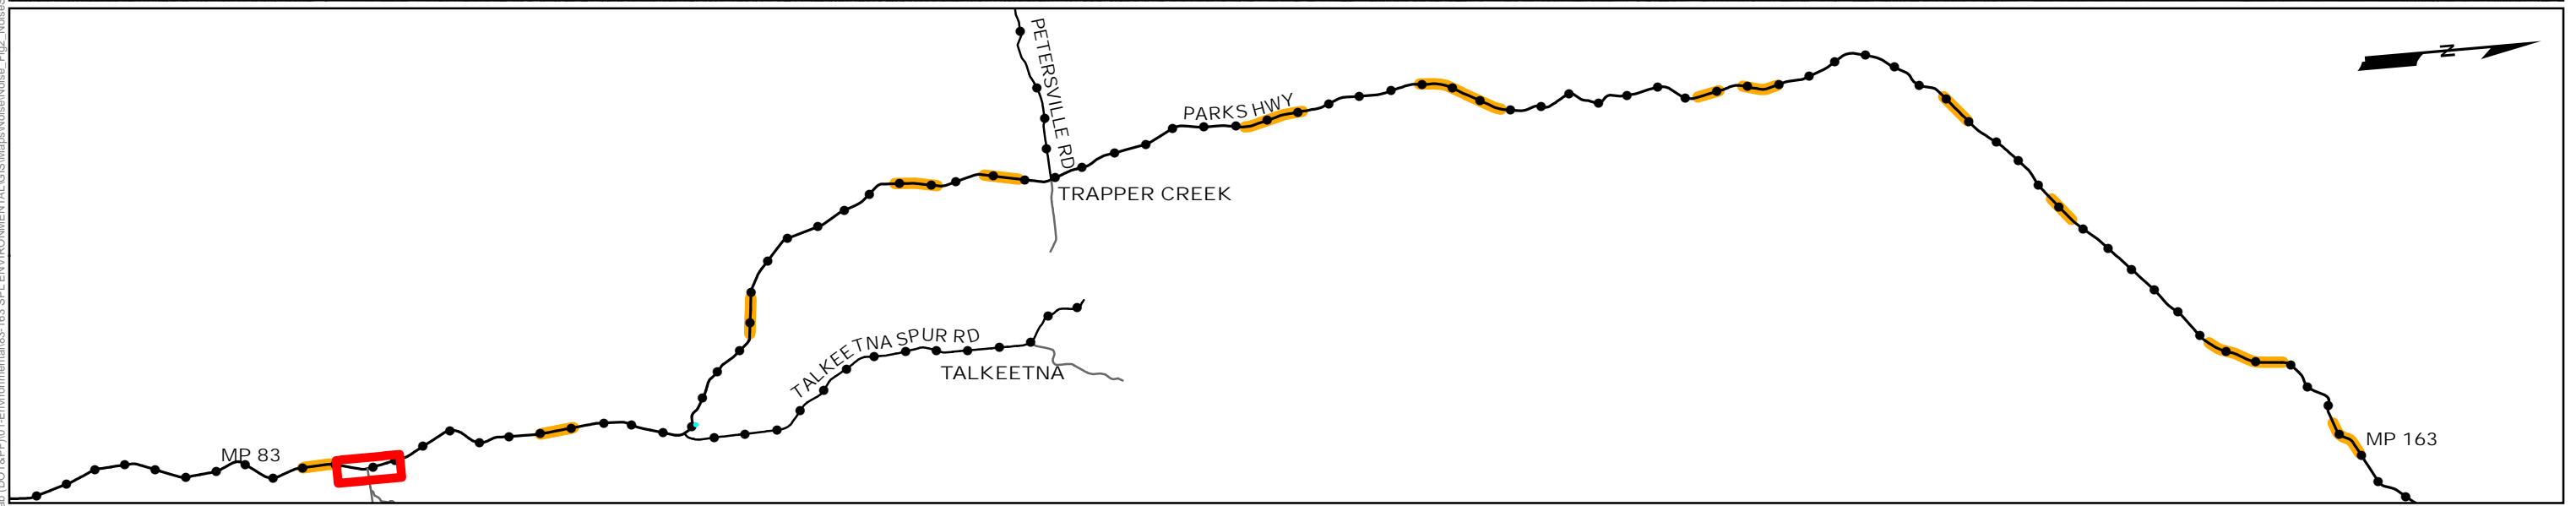 PETERSVILLE RD
PARKS HWY
N
TRAPPER CREEK
TALKEETNA SPUR RD
TALKEETNA
MP 83
MP 163